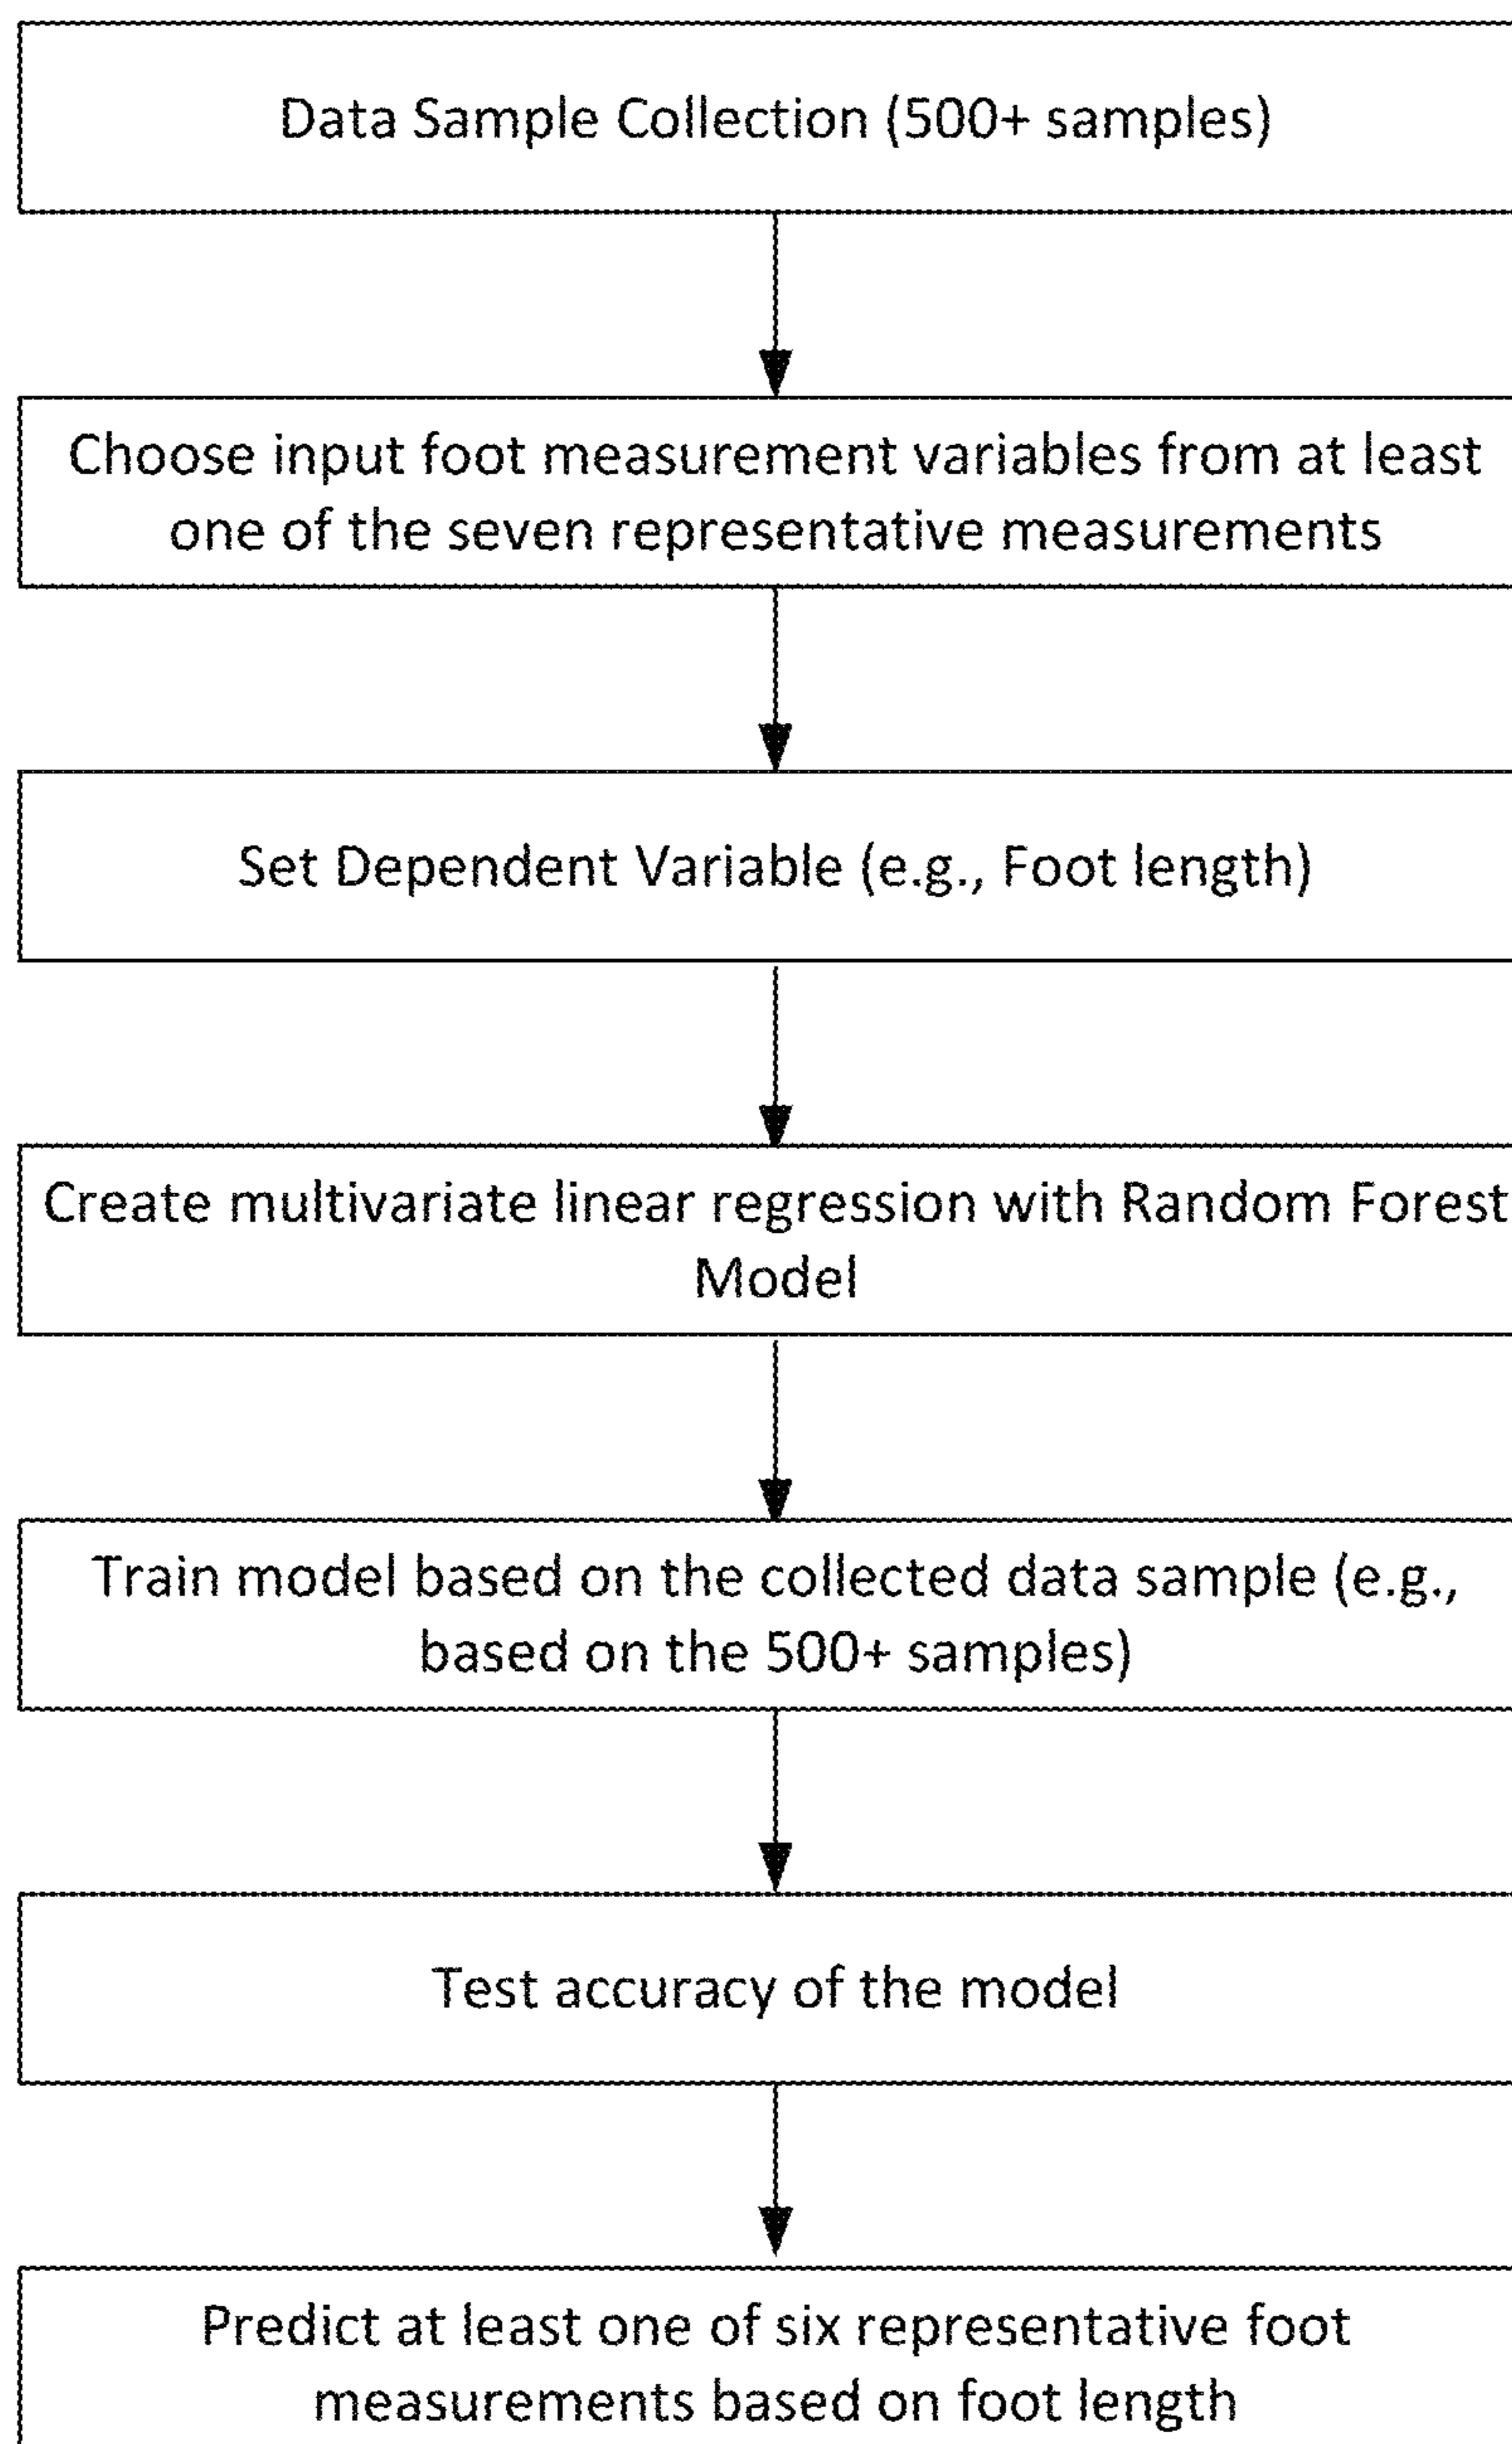 Data Sample Collection (500+ samples)
Choose input foot measurement variables from at least
one of the seven representative measurements
Set Dependent Variable (e.g., Foot length)
Create multivariate linear regression with Random Forest
Model
Train model based on the collected data sample (e.g.,
based on the 500+ samples)
Test accuracy of the model
Predict at least one of six representative foot
measurements based on foot length